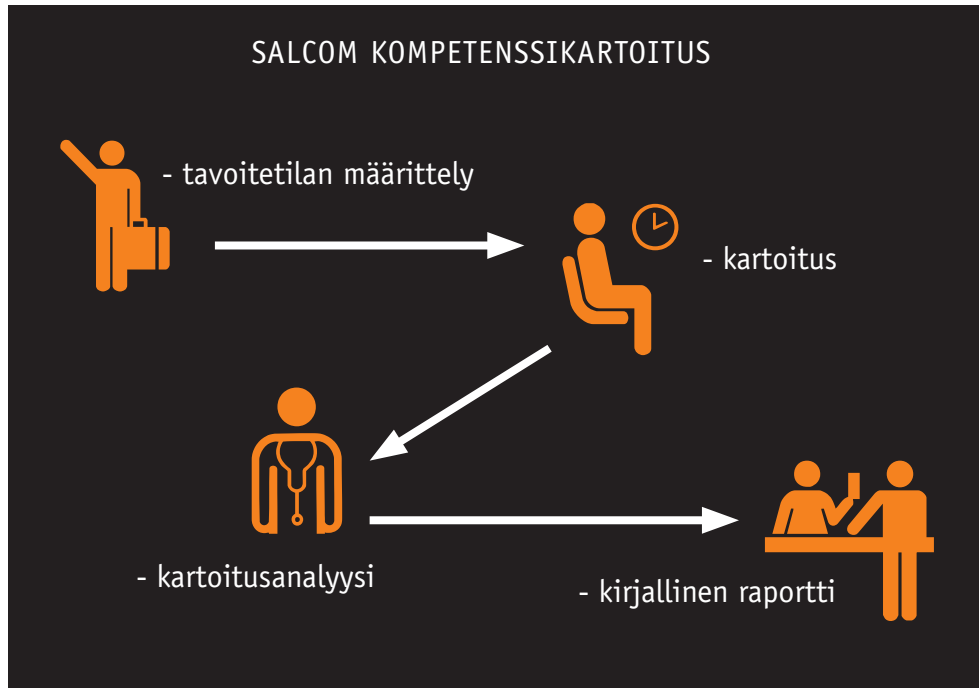 SALCOM KOMPETENSSIKARTOITUS
- tavoitetilan määrittely
- kartoitus
- kartoitusanalyysi
- kirjallinen raportti